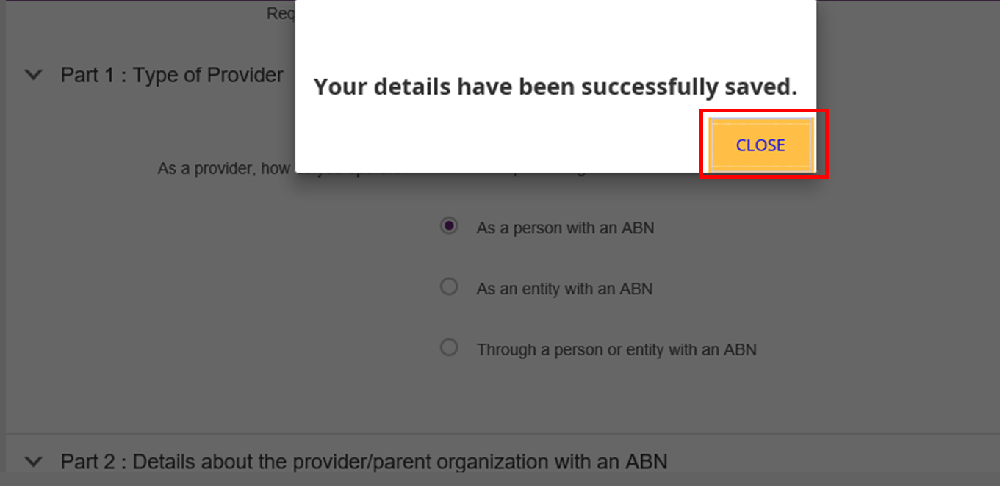 Req
Part 1 : Type of Provider
Your details have been successfully saved.
CLOSE
As a provider, how
As a person with an ABN
As an entity with an ABN
Through a person or entity with an ABN
Part 2 : Details about the provider/parent organization with an ABN